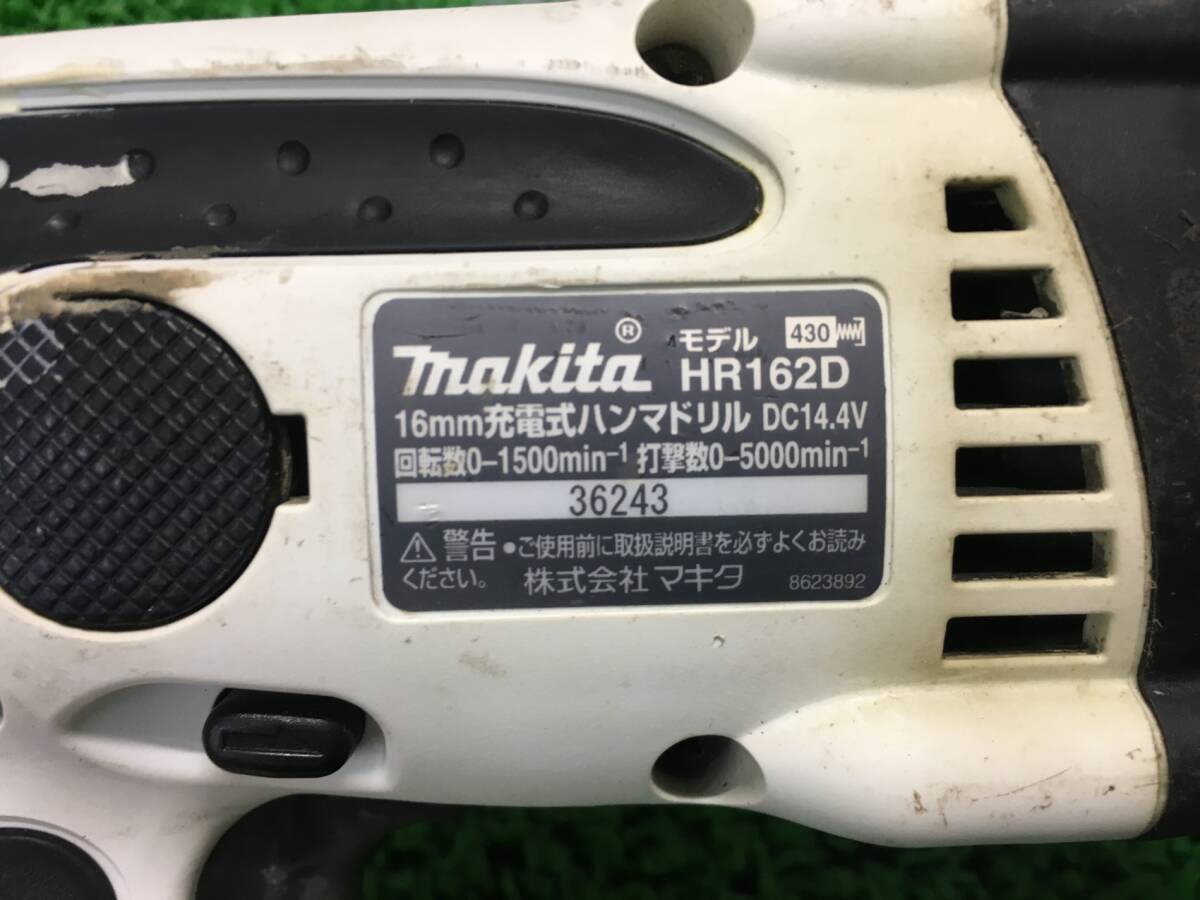 makita® モデル 430
HR162D
16mm充電式ハンマドリル DC14.4V
回転数0-1500min-1 打撃数0-5000min-1
36243
警告 ●ご使用前に取扱説明書を必ずよくお読み
ください。 株式会社マキタ 8623892